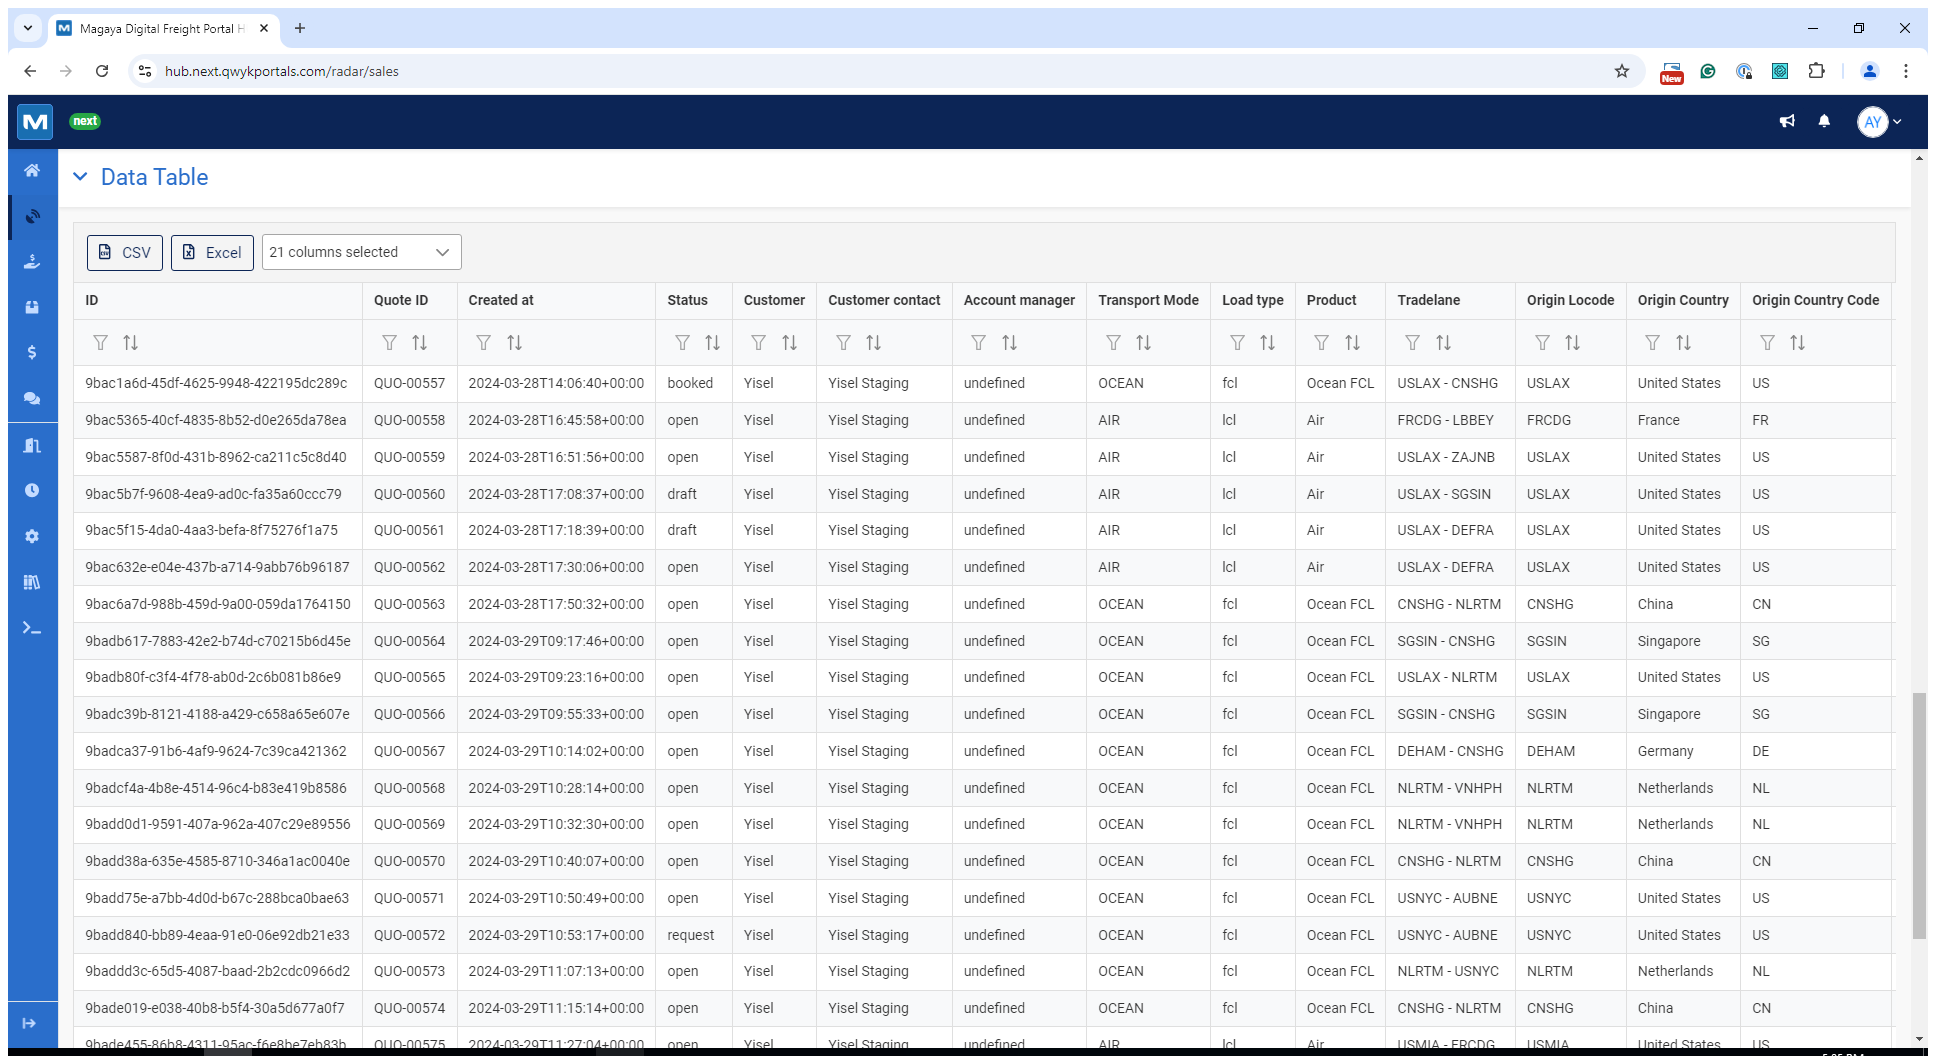 Magaya Digital Freight Portal H
hub.next.qwykportals.com/radar/sales
New
M next AY
Data Table
CSV Excel 21 columns selected
ID Quote ID Created at Status Customer Customer contact Account manager Transport Mode Load type Product Tradelane Origin Locode Origin Country Origin Country Code
9bac1a6d-45df-4625-9948-422195dc289c QUO-00557 2024-03-28T14:06:40+00:00 booked Yisel Yisel Staging undefined OCEAN fcl Ocean FCL USLAX - CNSHG USLAX United States US
9bac5365-40cf-4835-8b52-d0e265da78ea QUO-00558 2024-03-28T16:45:58+00:00 open Yisel Yisel Staging undefined AIR lcl Air FRCDG - LBBEY FRCDG France FR
9bac5587-8f0d-431b-8962-ca211c5c8d40 QUO-00559 2024-03-28T16:51:56+00:00 open Yisel Yisel Staging undefined AIR lcl Air USLAX - ZAJNB USLAX United States US
9bac5b7f-9608-4ea9-ad0c-fa35a60ccc79 QUO-00560 2024-03-28T17:08:37+00:00 draft Yisel Yisel Staging undefined AIR lcl Air USLAX - SGSIN USLAX United States US
9bac5f15-4da0-4aa3-befa-8f75276f1a75 QUO-00561 2024-03-28T17:18:39+00:00 draft Yisel Yisel Staging undefined AIR lcl Air USLAX - DEFRA USLAX United States US
9bac632e-e04e-437b-a714-9abb76b96187 QUO-00562 2024-03-28T17:30:06+00:00 open Yisel Yisel Staging undefined AIR lcl Air USLAX - DEFRA USLAX United States US
9bac6a7d-988b-459d-9a00-059da1764150 QUO-00563 2024-03-28T17:50:32+00:00 open Yisel Yisel Staging undefined OCEAN fcl Ocean FCL CNSHG - NLRTM CNSHG China CN
9badb617-7883-42e2-b74d-c70215b6d45e QUO-00564 2024-03-29T09:17:46+00:00 open Yisel Yisel Staging undefined OCEAN fcl Ocean FCL SGSIN - CNSHG SGSIN Singapore SG
9badb80f-c3f4-4f78-ab0d-2c6b081b86e9 QUO-00565 2024-03-29T09:23:16+00:00 open Yisel Yisel Staging undefined OCEAN fcl Ocean FCL USLAX - NLRTM USLAX United States US
9badc39b-8121-4188-a429-c658a65e607e QUO-00566 2024-03-29T09:55:33+00:00 open Yisel Yisel Staging undefined OCEAN fcl Ocean FCL SGSIN - CNSHG SGSIN Singapore SG
9badca37-91b6-4af9-9624-7c39ca421362 QUO-00567 2024-03-29T10:14:02+00:00 open Yisel Yisel Staging undefined OCEAN fcl Ocean FCL DEHAM - CNSHG DEHAM Germany DE
9badcf4a-4b8e-4514-96c4-b83e419b8586 QUO-00568 2024-03-29T10:28:14+00:00 open Yisel Yisel Staging undefined OCEAN fcl Ocean FCL NLRTM - VNHPH NLRTM Netherlands NL
9badd0d1-9591-407a-962a-407c29e89556 QUO-00569 2024-03-29T10:32:30+00:00 open Yisel Yisel Staging undefined OCEAN fcl Ocean FCL NLRTM - VNHPH NLRTM Netherlands NL
9badd38a-635e-4585-8710-346a1ac0040e QUO-00570 2024-03-29T10:40:07+00:00 open Yisel Yisel Staging undefined OCEAN fcl Ocean FCL CNSHG - NLRTM CNSHG China CN
9badd75e-a7bb-4d0d-b67c-288bca0bae63 QUO-00571 2024-03-29T10:50:49+00:00 open Yisel Yisel Staging undefined OCEAN fcl Ocean FCL USNYC - AUBNE USNYC United States US
9badd840-bb89-4eaa-91e0-06e92db21e33 QUO-00572 2024-03-29T10:53:17+00:00 request Yisel Yisel Staging undefined OCEAN fcl Ocean FCL USNYC - AUBNE USNYC United States US
9baddd3c-65d5-4087-baad-2b2cdc0966d2 QUO-00573 2024-03-29T11:07:13+00:00 open Yisel Yisel Staging undefined OCEAN fcl Ocean FCL NLRTM - USNYC NLRTM Netherlands NL
9bade019-e038-40b8-b5f4-30a5d677a0f7 QUO-00574 2024-03-29T11:15:14+00:00 open Yisel Yisel Staging undefined OCEAN fcl Ocean FCL CNSHG - NLRTM CNSHG China CN
9bade455-86b8-4311-95ac-f6e8be7eb83b QUO-00575 2024-03-29T11:27:04+00:00 open Yisel Yisel Staging undefined AIR lcl Air USMIA - FRCDG USMIA United States US